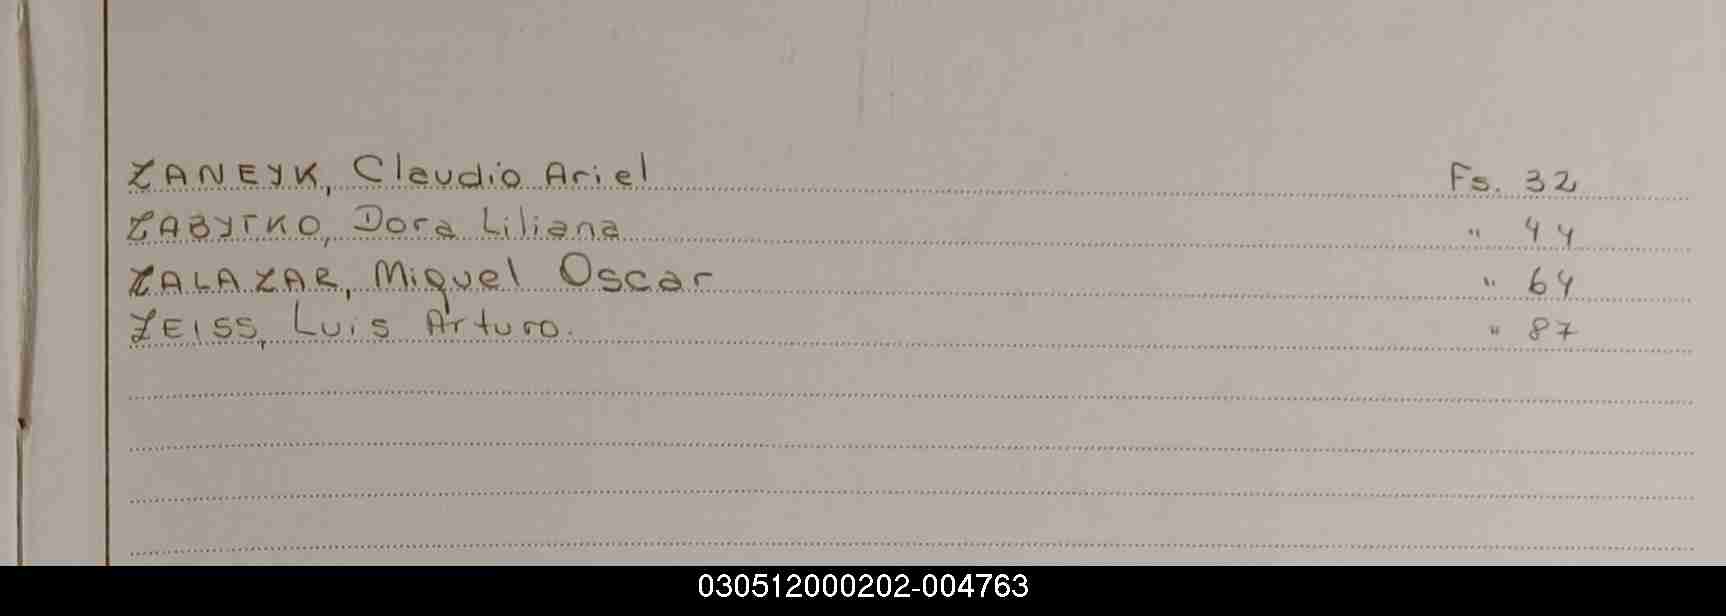 ZANEYK, Claudio Ariel Fs. 32
ZABYTKO, Dora Liliana " 44
ZALAZAR, Miguel Oscar " 64
ZEISS, Luis Arturo. " 87
030512000202-004763